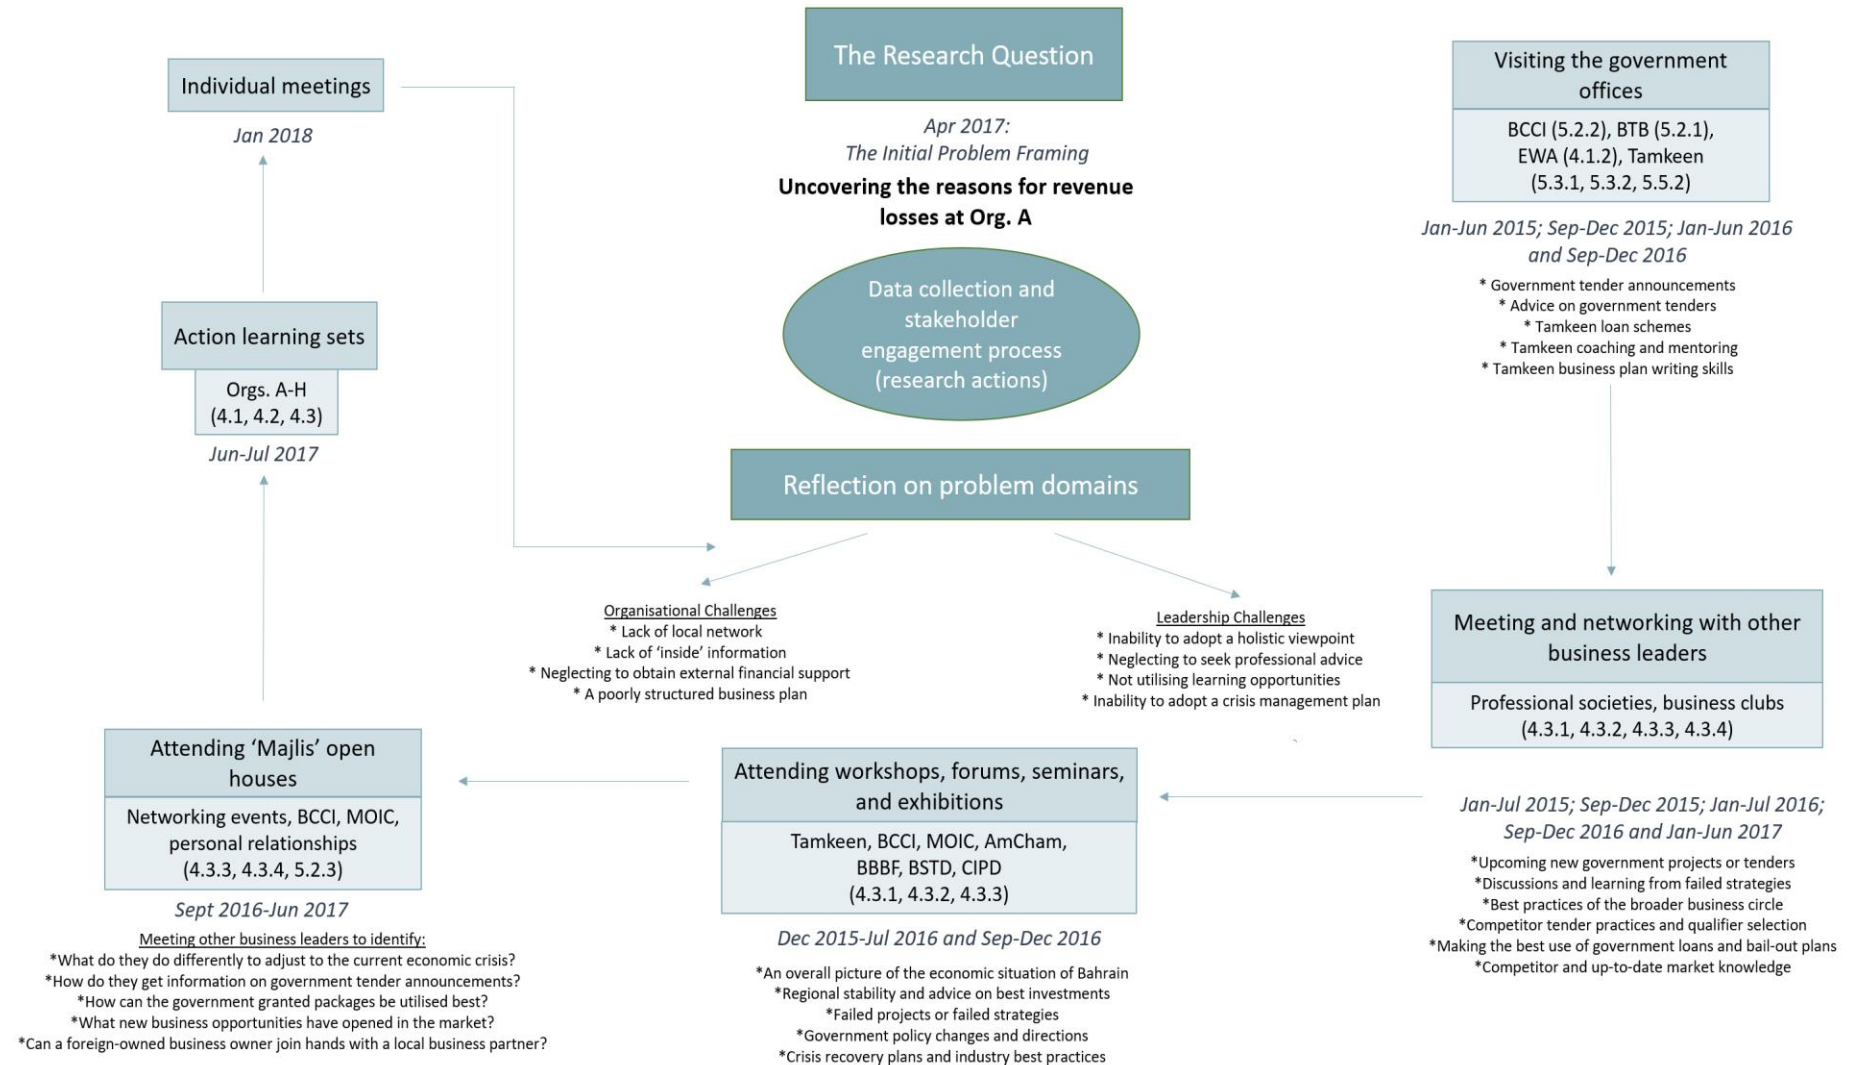 The Research Question
Apr 2017:
The Initial Problem Framing
Uncovering the reasons for revenue
losses at Org. A
Data collection and
stakeholder
engagement process
(research actions)
Reflection on problem domains
Organisational Challenges
* Lack of local network
* Lack of ‘inside’ information
* Neglecting to obtain external financial support
* A poorly structured business plan
Leadership Challenges
* Inability to adopt a holistic viewpoint
* Neglecting to seek professional advice
* Not utilising learning opportunities
* Inability to adopt a crisis management plan
Visiting the government
offices
BCCI (5.2.2), BTB (5.2.1),
EWA (4.1.2), Tamkeen
(5.3.1, 5.3.2, 5.5.2)
Jan-Jun 2015; Sep-Dec 2015; Jan-Jun 2016
and Sep-Dec 2016
* Government tender announcements
* Advice on government tenders
* Tamkeen loan schemes
* Tamkeen coaching and mentoring
* Tamkeen business plan writing skills
Meeting and networking with other
business leaders
Professional societies, business clubs
(4.3.1, 4.3.2, 4.3.3, 4.3.4)
Jan-Jul 2015; Sep-Dec 2015; Jan-Jul 2016;
Sep-Dec 2016 and Jan-Jun 2017
*Upcoming new government projects or tenders
*Discussions and learning from failed strategies
*Best practices of the broader business circle
*Competitor tender practices and qualifier selection
*Making the best use of government loans and bail-out plans
*Competitor and up-to-date market knowledge
Attending workshops, forums, seminars,
and exhibitions
Tamkeen, BCCI, MOIC, AmCham,
BBBF, BSTD, CIPD
(4.3.1, 4.3.2, 4.3.3)
Dec 2015-Jul 2016 and Sep-Dec 2016
*An overall picture of the economic situation of Bahrain
*Regional stability and advice on best investments
*Failed projects or failed strategies
*Government policy changes and directions
*Crisis recovery plans and industry best practices
Attending ‘Majlis’ open
houses
Networking events, BCCI, MOIC,
personal relationships
(4.3.3, 4.3.4, 5.2.3)
Sept 2016-Jun 2017
Meeting other business leaders to identify:
*What do they do differently to adjust to the current economic crisis?
*How do they get information on government tender announcements?
*How can the government granted packages be utilised best?
*What new business opportunities have opened in the market?
*Can a foreign-owned business owner join hands with a local business partner?
Action learning sets
Orgs. A-H
(4.1, 4.2, 4.3)
Jun-Jul 2017
Individual meetings
Jan 2018